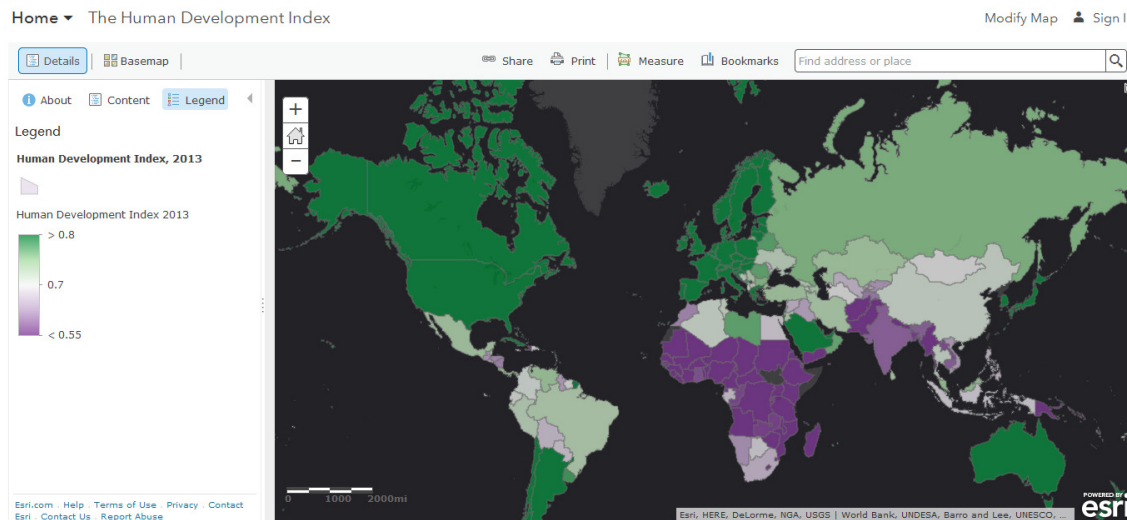 Home ▾ The Human Development Index Modify Map Sign I
Details Basemap Share Print Measure Bookmarks Find address or place
About Content Legend
Legend
Human Development Index, 2013
Human Development Index 2013
> 0.8
0.7
< 0.55
+
−
0 1000 2000mi
Esri.com . Help . Terms of Use . Privacy . Contact
Esri . Contact Us . Report Abuse
Esri, HERE, DeLorme, NGA, USGS | World Bank, UNDESA, Barro and Lee, UNESCO, ...
POWERED BY
esri